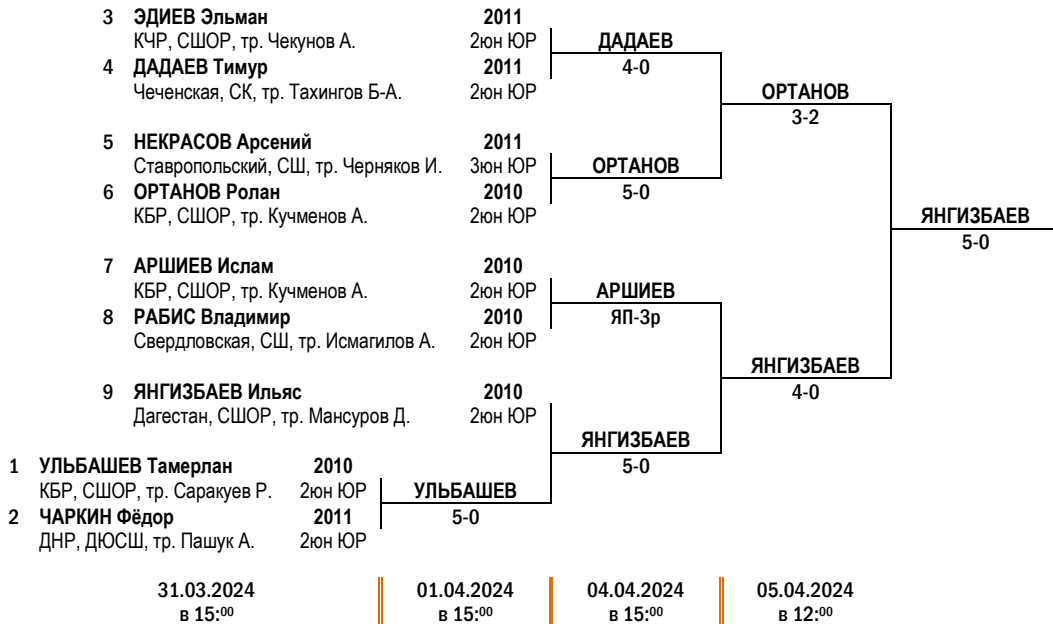 3 ЭДИЕВ Эльман 2011
КЧР, СШОР, тр. Чекунов А. 2юн ЮР
ДАДАЕВ
4 ДАДАЕВ Тимур 2011
4-0
Чеченская, СК, тр. Тахингов Б-А. 2юн ЮР
ОРТАНОВ
3-2
5 НЕКРАСОВ Арсений 2011
Ставропольский, СШ, тр. Черняков И. 3юн ЮР
ОРТАНОВ
6 ОРТАНОВ Ролан 2010
5-0
КБР, СШОР, тр. Кучменов А. 2юн ЮР
ЯНГИЗБАЕВ
5-0
7 АРШИЕВ Ислам 2010
КБР, СШОР, тр. Кучменов А. 2юн ЮР
АРШИЕВ
8 РАБИС Владимир 2010
ЯП-3р
Свердловская, СШ, тр. Исмагилов А. 2юн ЮР
ЯНГИЗБАЕВ
4-0
9 ЯНГИЗБАЕВ Ильяс 2010
Дагестан, СШОР, тр. Мансуров Д. 2юн ЮР
ЯНГИЗБАЕВ
5-0
1 УЛЬБАШЕВ Тамерлан 2010
КБР, СШОР, тр. Саракуев Р. 2юн ЮР
УЛЬБАШЕВ
2 ЧАРКИН Фёдор 2011
5-0
ДНР, ДЮСШ, тр. Пашук А. 2юн ЮР
31.03.2024 01.04.2024 04.04.2024 05.04.2024
в 15:00 в 15:00 в 15:00 в 12:00